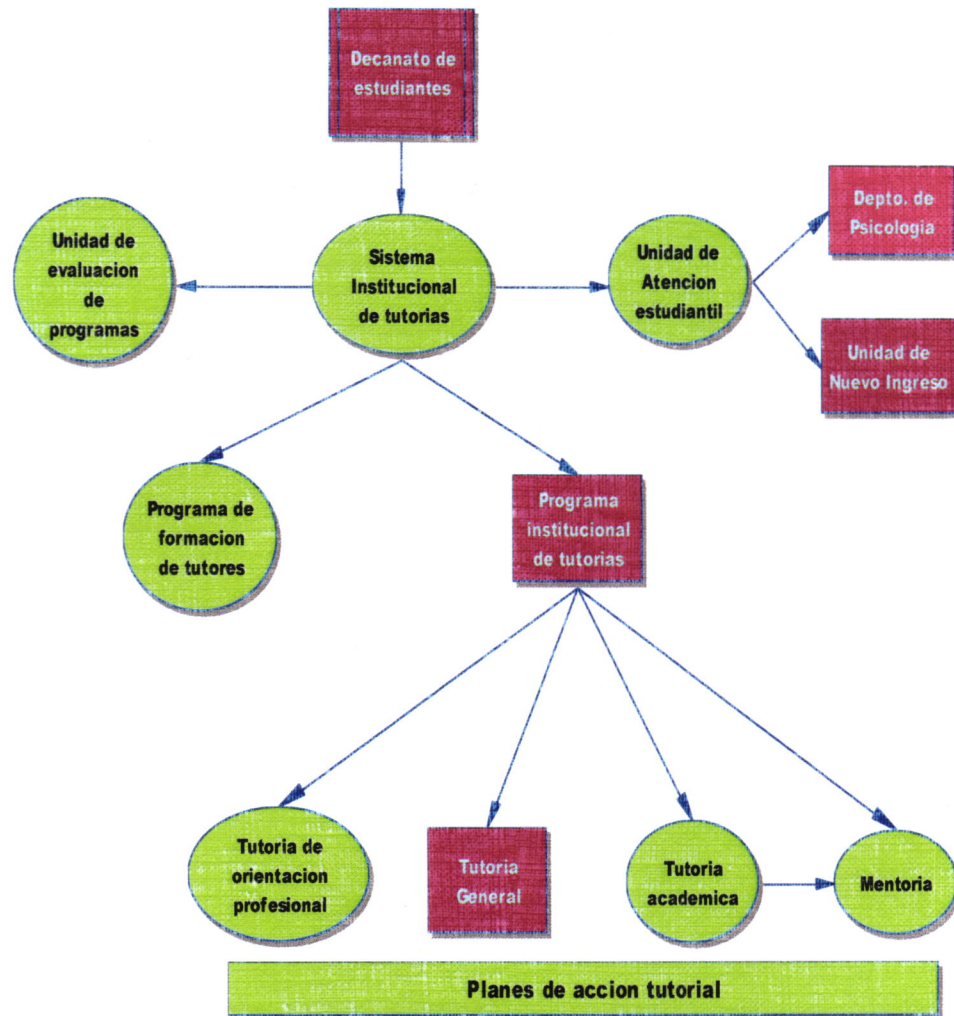 Decanato de
estudiantes
Depto. de
Psicologia
Unidad de
evaluacion
de
programas
Sistema
Institucional
de tutorias
Unidad de
Atencion
estudiantil
Unidad de
Nuevo Ingreso
Programa de
formacion
de tutores
Programa
institucional
de tutorias
Tutoria de
orientacion
profesional
Tutoria
General
Tutoria
academica
Mentoria
Planes de accion tutorial